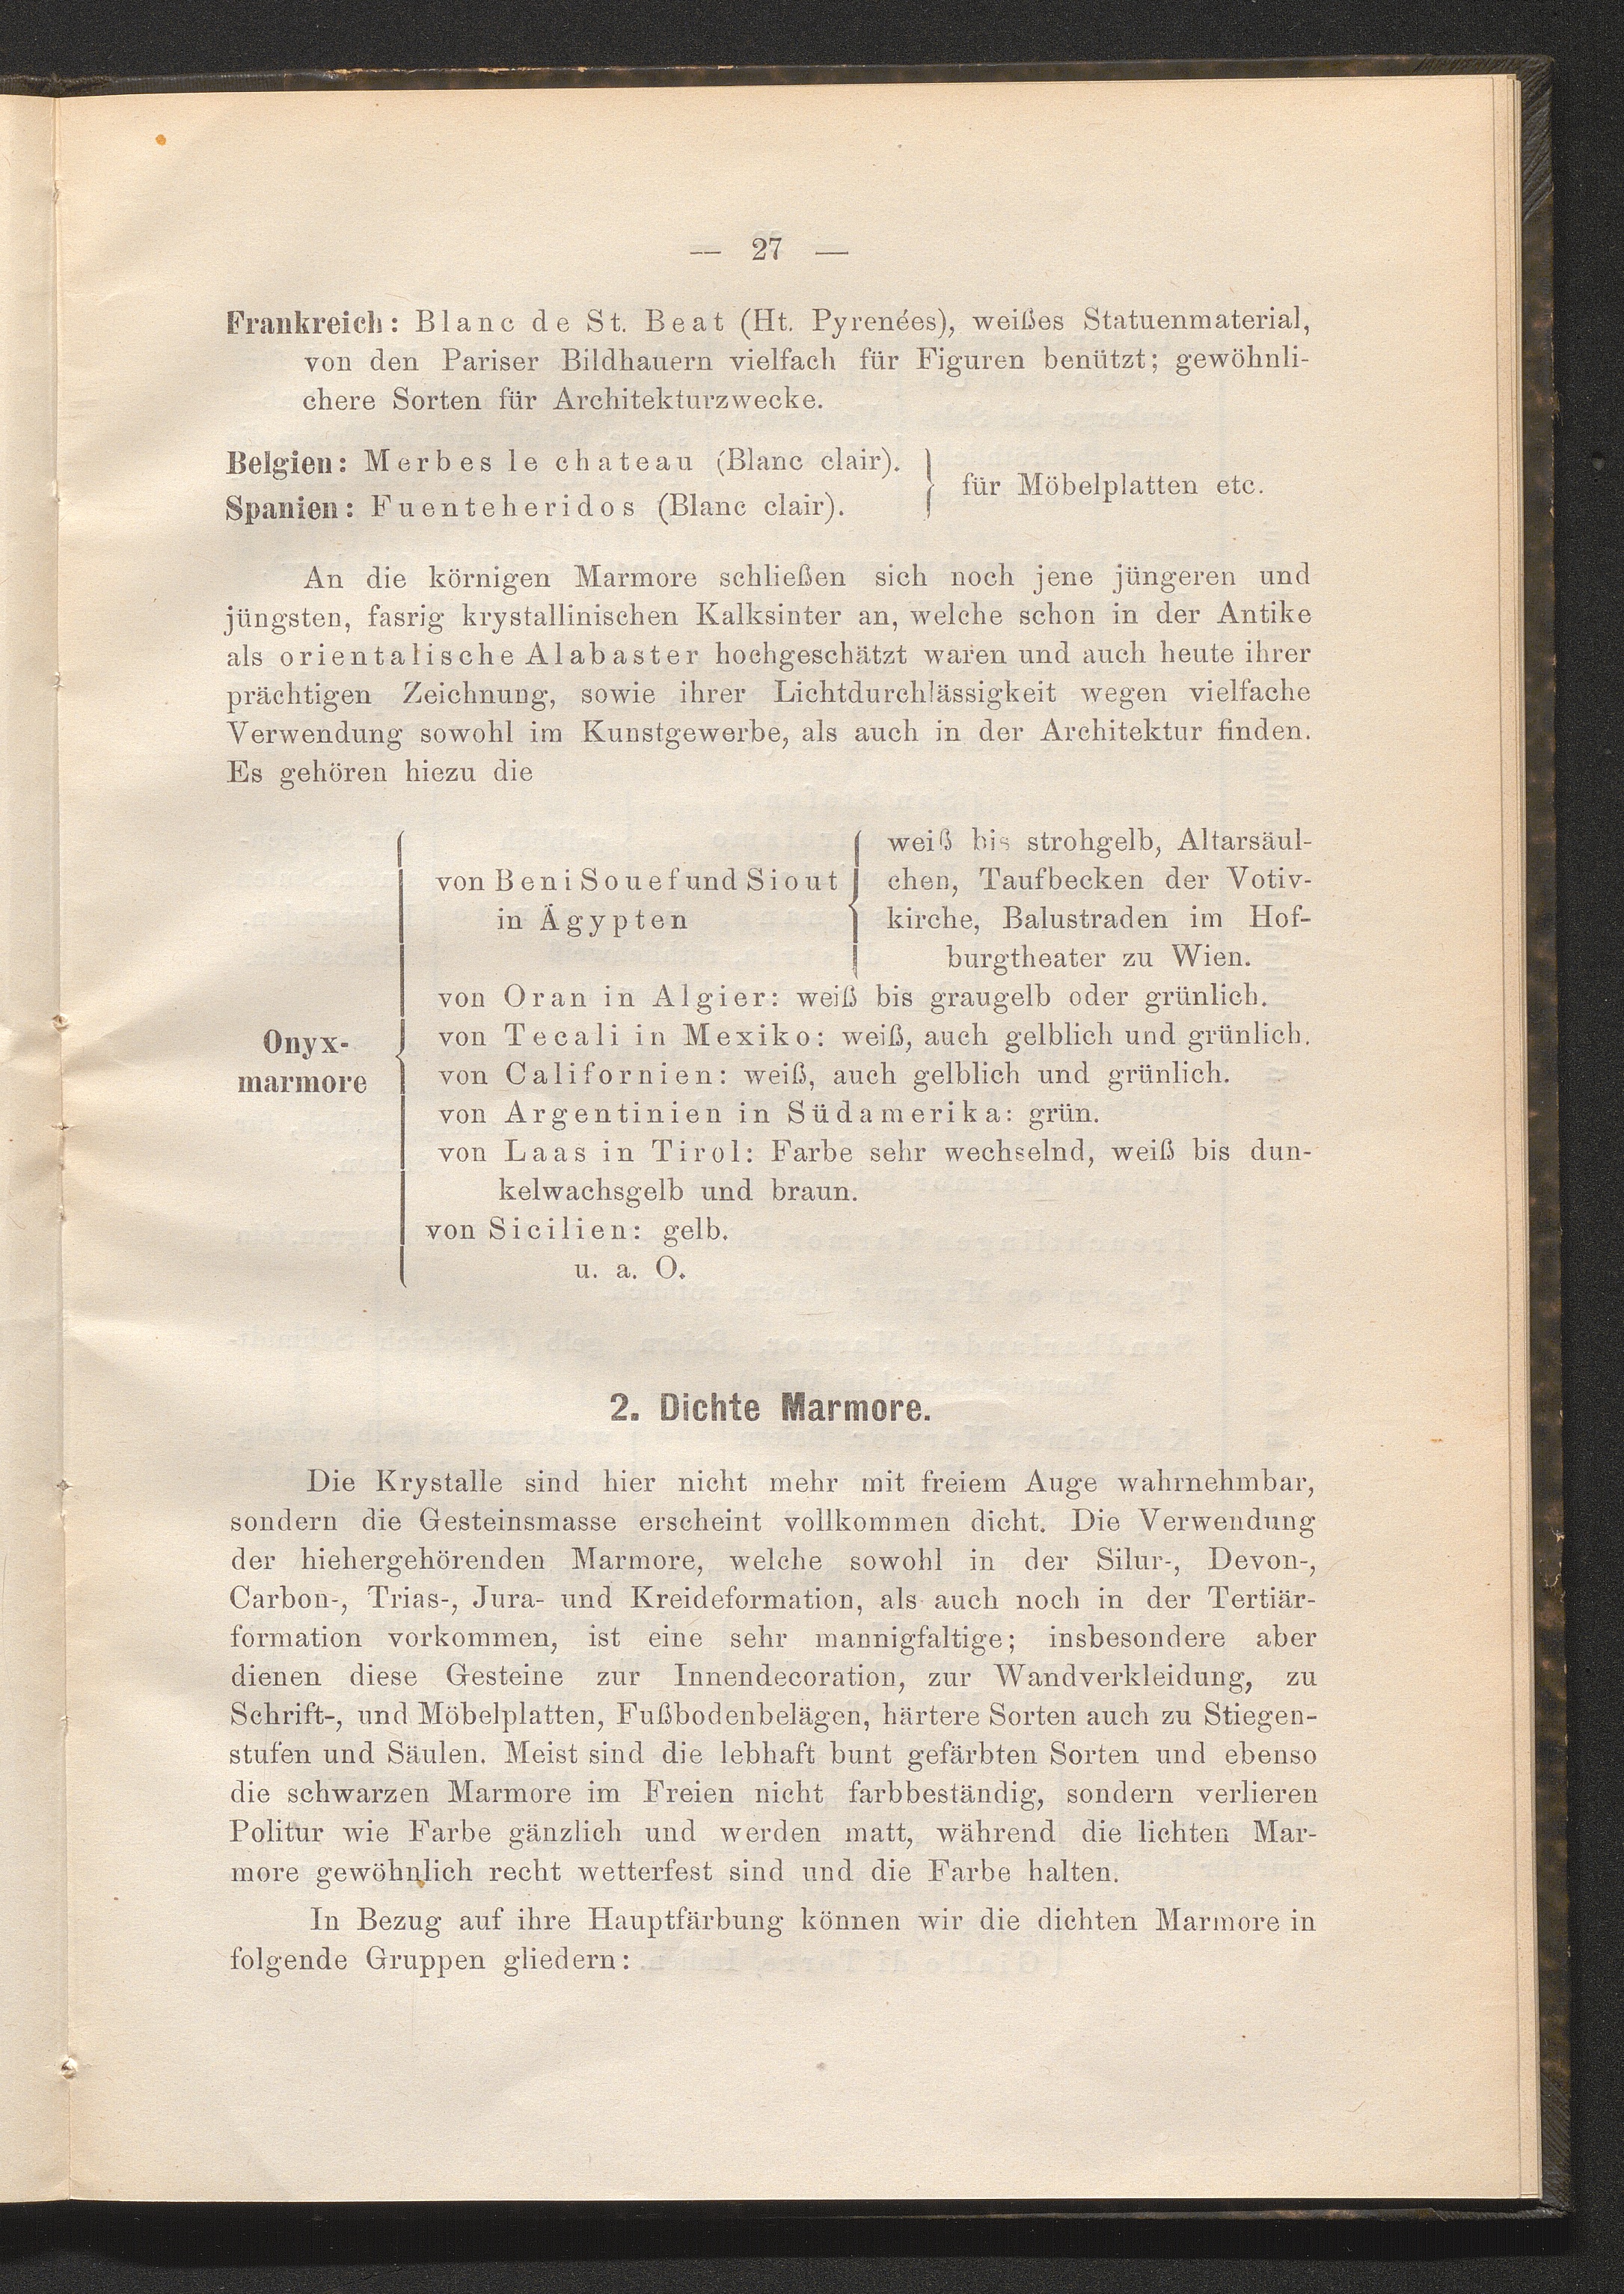 — 27 —
Frankreich: Blanc de St. Beat (Ht. Pyrenées), weißes Statuenmaterial,
von den Pariser Bildhauern vielfach für Figuren benützt; gewöhnli-
chere Sorten für Architekturzwecke.
Belgien: Merbes le chateau (Blanc clair).
Spanien: Fuenteheridos (Blanc clair).
für Möbelplatten etc.
An die körnigen Marmore schließen sich noch jene jüngeren und
jüngsten, fasrig krystallinischen Kalksinter an, welche schon in der Antike
als orientalische Alabaster hochgeschätzt waren und auch heute ihrer
prächtigen Zeichnung, sowie ihrer Lichtdurchlässigkeit wegen vielfache
Verwendung sowohl im Kunstgewerbe, als auch in der Architektur finden.
Es gehören hiezu die
Onyx-
marmore
von Beni Souef und Siout
in Ägypten
weiß bis strohgelb, Altarsäul-
chen, Taufbecken der Votiv-
kirche, Balustraden im Hof-
burgtheater zu Wien.
von Oran in Algier: weiß bis graugelb oder grünlich.
von Tecali in Mexiko: weiß, auch gelblich und grünlich.
von Californien: weiß, auch gelblich und grünlich.
von Argentinien in Südamerika: grün.
von Laas in Tirol: Farbe sehr wechselnd, weiß bis dun-
kelwachsgelb und braun.
von Sicilien: gelb.
u. a. O.
2. Dichte Marmore.
Die Krystalle sind hier nicht mehr mit freiem Auge wahrnehmbar,
sondern die Gesteinsmasse erscheint vollkommen dicht. Die Verwendung
der hiehergehörenden Marmore, welche sowohl in der Silur-, Devon-,
Carbon-, Trias-, Jura- und Kreideformation, als auch noch in der Tertiär-
formation vorkommen, ist eine sehr mannigfaltige; insbesondere aber
dienen diese Gesteine zur Innendecoration, zur Wandverkleidung, zu
Schrift-, und Möbelplatten, Fußbodenbelägen, härtere Sorten auch zu Stiegen-
stufen und Säulen. Meist sind die lebhaft bunt gefärbten Sorten und ebenso
die schwarzen Marmore im Freien nicht farbbeständig, sondern verlieren
Politur wie Farbe gänzlich und werden matt, während die lichten Mar-
more gewöhnlich recht wetterfest sind und die Farbe halten.
In Bezug auf ihre Hauptfärbung können wir die dichten Marmore in
folgende Gruppen gliedern: